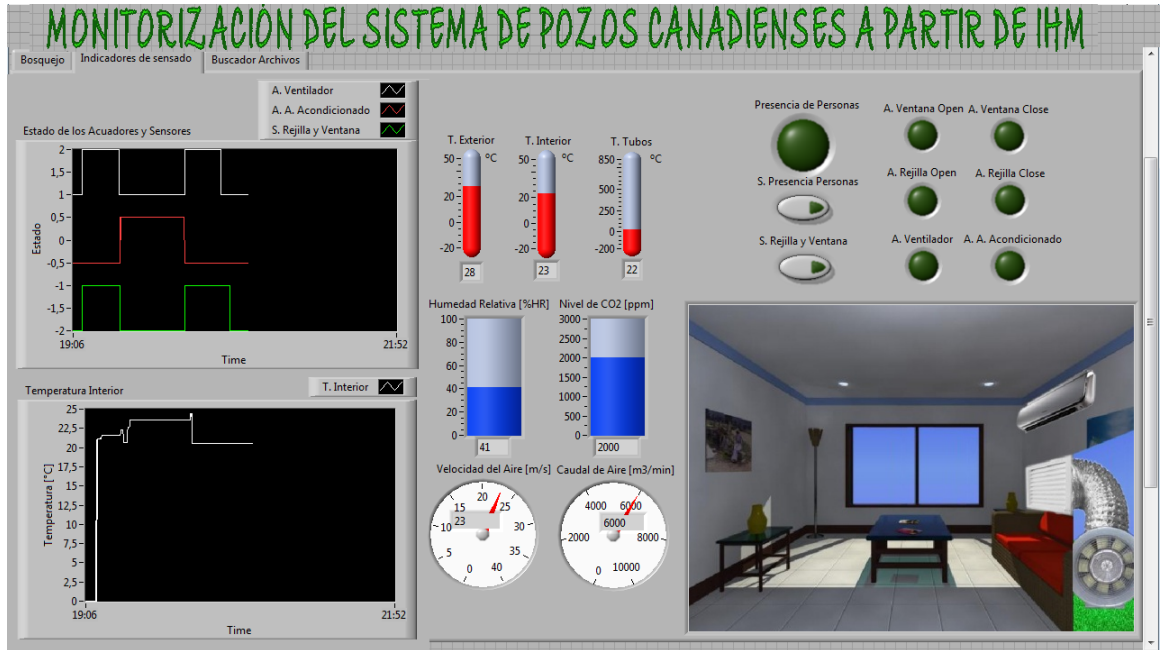 MONITORIZACIÓN DEL SISTEMA DE POZOS CANADIENSES A PARTIR DE IHM
Bosquejo Indicadores de sensado Buscador Archivos
A. Ventilador
A. A. Acondicionado
S. Rejilla y Ventana
Estado de los Acuadores y Sensores
2
1,5
1
0,5
0
-0,5
-1
-1,5
-2
Estado
19:06 21:52
Time
Temperatura Interior
T. Interior
25
22,5
20
17,5
15
12,5
10
7,5
5
2,5
0
Temperatura [°C]
19:06 21:52
Time
T. Exterior
50 °C
20
0
-20
28
T. Interior
50 °C
20
0
-20
23
T. Tubos
850 °C
500
250
0
-200
22
Humedad Relativa [%HR]
100
80
60
40
20
0
41
Nivel de CO2 [ppm]
3000
2500
2000
1500
1000
500
0
2000
Velocidad del Aire [m/s]
0 5 10 15 20 25 30 35 40
23
Caudal de Aire [m3/min]
0 2000 4000 6000 8000 10000
6000
Presencia de Personas
S. Presencia Personas
S. Rejilla y Ventana
A. Ventana Open A. Ventana Close
A. Rejilla Open A. Rejilla Close
A. Ventilador A. A. Acondicionado